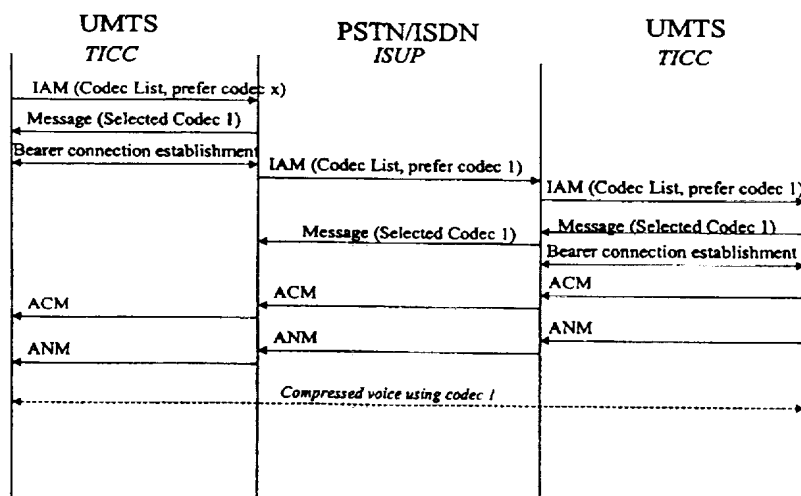 UMTS
TICC
PSTN/ISDN
ISUP
UMTS
TICC
IAM (Codec List, prefer codec x)
Message (Selected Codec 1)
Bearer connection establishment
IAM (Codec List, prefer codec 1)
IAM (Codec List, prefer codec 1)
Message (Selected Codec 1)
Message (Selected Codec 1)
Bearer connection establishment
ACM
ACM
ACM
ANM
ANM
ANM
Compressed voice using codec 1